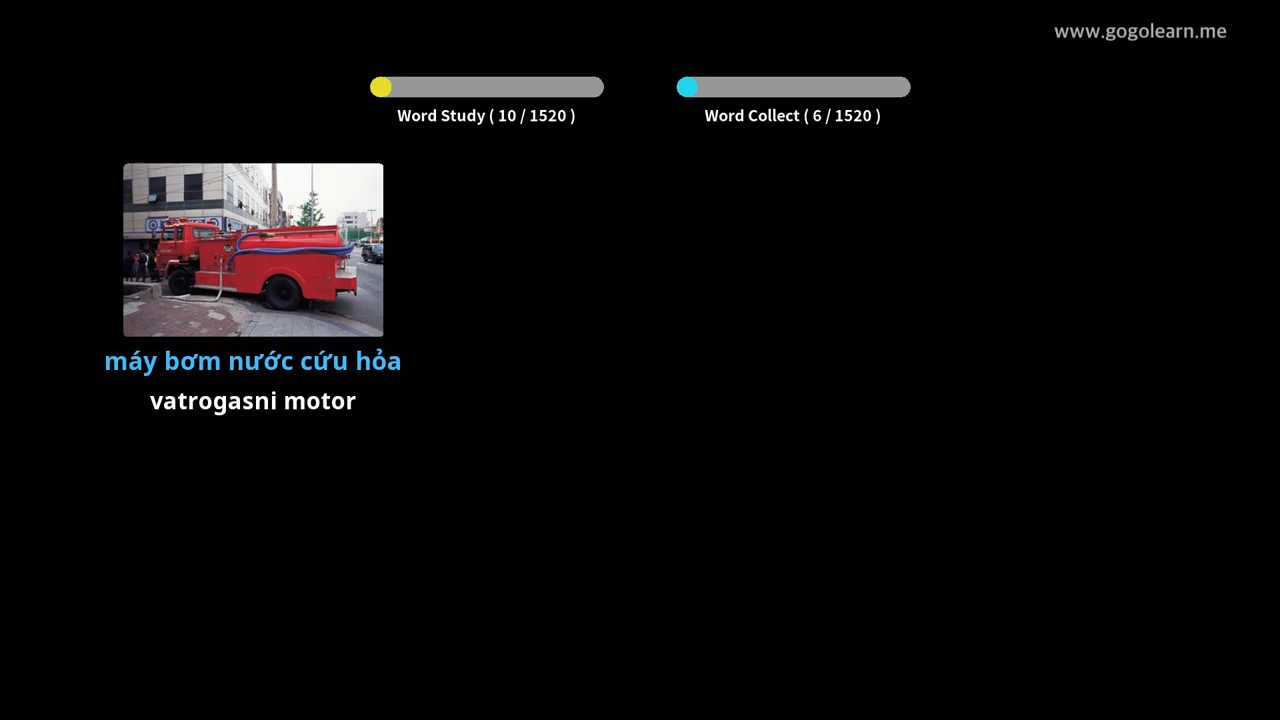 www.gogolearn.me
Word Study ( 10 / 1520 )
Word Collect ( 6 / 1520 )
máy bơm nước cứu hỏa
vatrogasni motor